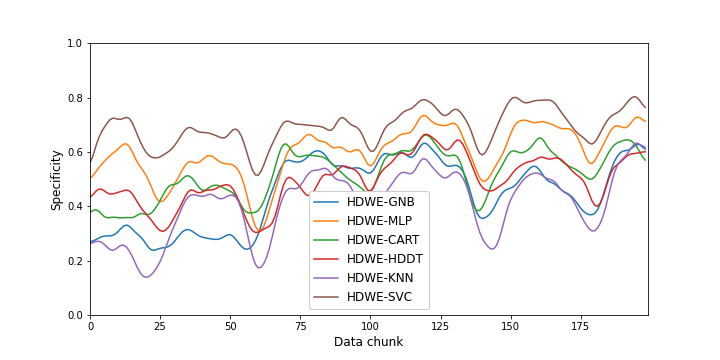 1.0
0.8
0.6
0.4
0.2
0.0
Specificity
HDWE-GNB
HDWE-MLP
HDWE-CART
HDWE-HDDT
HDWE-KNN
HDWE-SVC
0 25 50 75 100 125 150 175
Data chunk